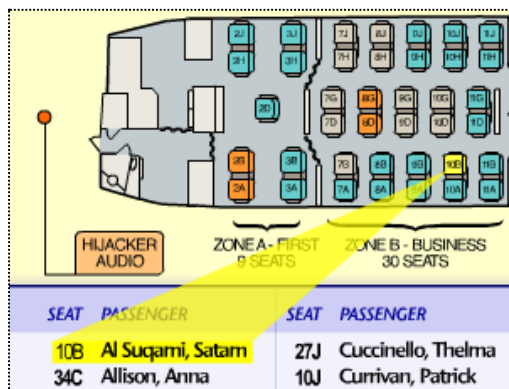 2J 3J 7J 8J 9J 10J 11J
2H 3H 7H 8H 9H 10H 11H
2D 7G 8G 9G 10G 11G
7D 8D 9D 10D 11D
2B 3B 7B 8B 9B 10B 11B
2A 3A 7A 8A 9A 10A 11A
HIJACKER
AUDIO
ZONE A - FIRST
9 SEATS
ZONE B - BUSINESS
30 SEATS
SEAT PASSENGER SEAT PASSENGER
10B Al Suqami, Satam 27J Cuccinello, Thelma
34C Allison, Anna 10J Currivan, Patrick